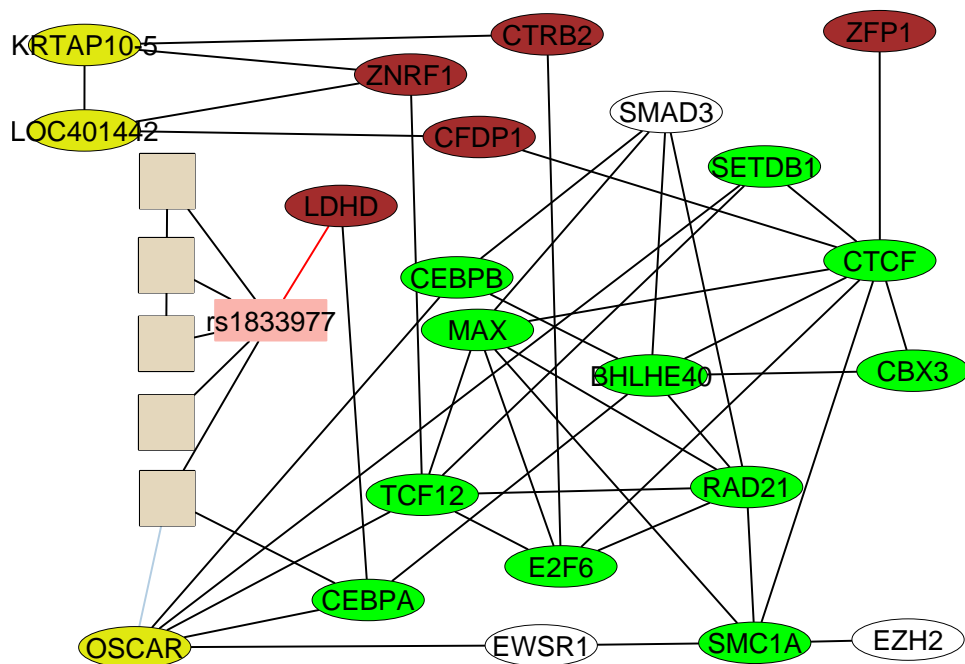 KRTAP10-5
CTRB2
ZFP1
ZNRF1
SMAD3
LOC401442
CFDP1
SETDB1
LDHD
CTCF
CEBPB
rs1833977
MAX
BHLHE40
CBX3
TCF12
RAD21
E2F6
CEBPA
OSCAR
EWSR1
SMC1A
EZH2